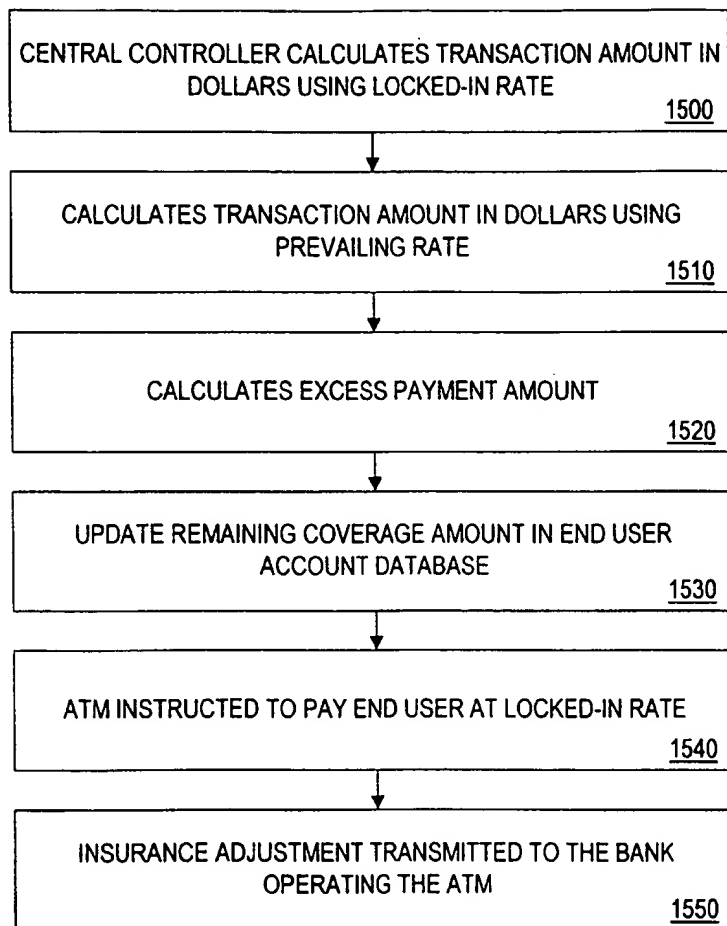 CENTRAL CONTROLLER CALCULATES TRANSACTION AMOUNT IN
DOLLARS USING LOCKED-IN RATE
1500
CALCULATES TRANSACTION AMOUNT IN DOLLARS USING
PREVAILING RATE
1510
CALCULATES EXCESS PAYMENT AMOUNT
1520
UPDATE REMAINING COVERAGE AMOUNT IN END USER
ACCOUNT DATABASE
1530
ATM INSTRUCTED TO PAY END USER AT LOCKED-IN RATE
1540
INSURANCE ADJUSTMENT TRANSMITTED TO THE BANK
OPERATING THE ATM
1550